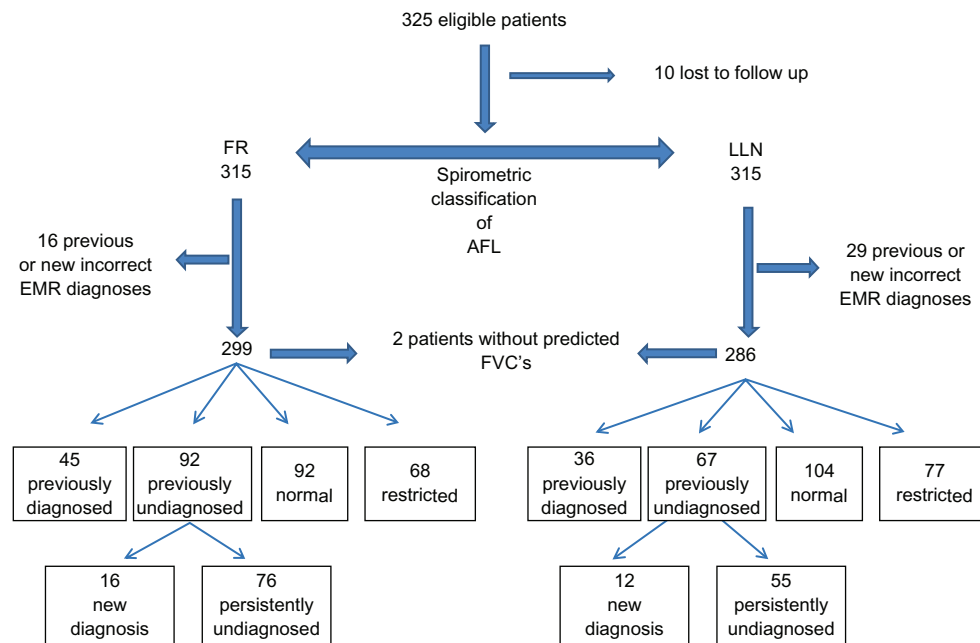 325 eligible patients
10 lost to follow up
FR
315
LLN
315
Spirometric
classification
of
AFL
16 previous
or new incorrect
EMR diagnoses
29 previous or
new incorrect
EMR diagnoses
299
2 patients without predicted
FVC's
286
45
previously
diagnosed
92
previously
undiagnosed
92
normal
68
restricted
36
previously
diagnosed
67
previously
undiagnosed
104
normal
77
restricted
16
new
diagnosis
76
persistently
undiagnosed
12
new
diagnosis
55
persistently
undiagnosed